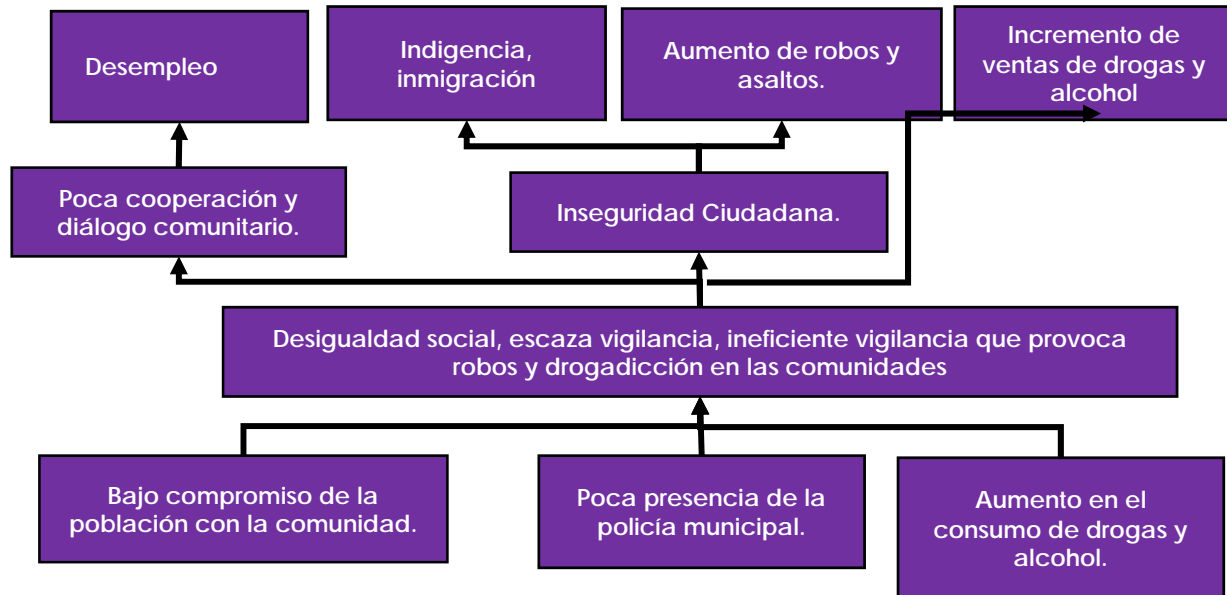 Desempleo
Indigencia,
inmigración
Aumento de robos y
asaltos.
Incremento de
ventas de drogas y
alcohol
Poca cooperación y
diálogo comunitario.
Inseguridad Ciudadana.
Desigualdad social, escaza vigilancia, ineficiente vigilancia que provoca
robos y drogadicción en las comunidades
Bajo compromiso de la
población con la comunidad.
Poca presencia de la
policía municipal.
Aumento en el
consumo de drogas y
alcohol.